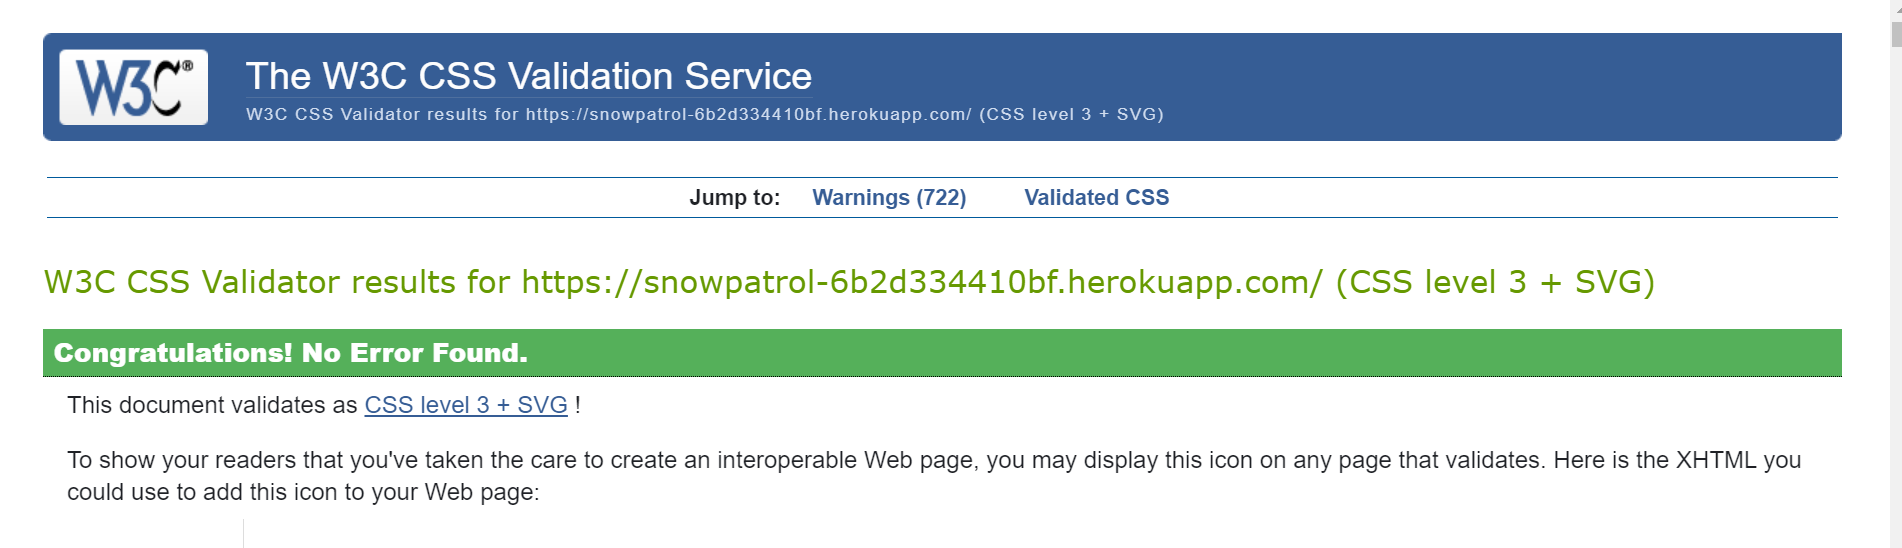 W3C®
The W3C CSS Validation Service
W3C CSS Validator results for https://snowpatrol-6b2d334410bf.herokuapp.com/ (CSS level 3 + SVG)
Jump to: Warnings (722) Validated CSS
W3C CSS Validator results for https://snowpatrol-6b2d334410bf.herokuapp.com/ (CSS level 3 + SVG)
Congratulations! No Error Found.
This document validates as CSS level 3 + SVG !
To show your readers that you've taken the care to create an interoperable Web page, you may display this icon on any page that validates. Here is the XHTML you
could use to add this icon to your Web page: